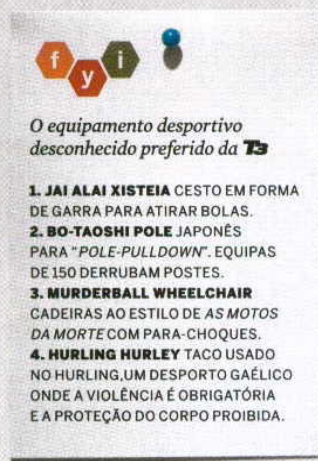 fyi
O equipamento desportivo
desconhecido preferido da T3
1. JAI ALAI XISTEIA CESTO EM FORMA
DE GARRA PARA ATIRAR BOLAS.
2. BO-TAOSHI POLE JAPONÊS
PARA "POLE-PULLDOWN". EQUIPAS
DE 150 DERRUBAM POSTES.
3. MURDERBALL WHEELCHAIR
CADEIRAS AO ESTILO DE AS MOTOS
DA MORTE COM PARA-CHOQUES.
4. HURLING HURLEY TACO USADO
NO HURLING,UM DESPORTO GAÉLICO
ONDE A VIOLÊNCIA É OBRIGATÓRIA
E A PROTEÇÃO DO CORPO PROIBIDA.